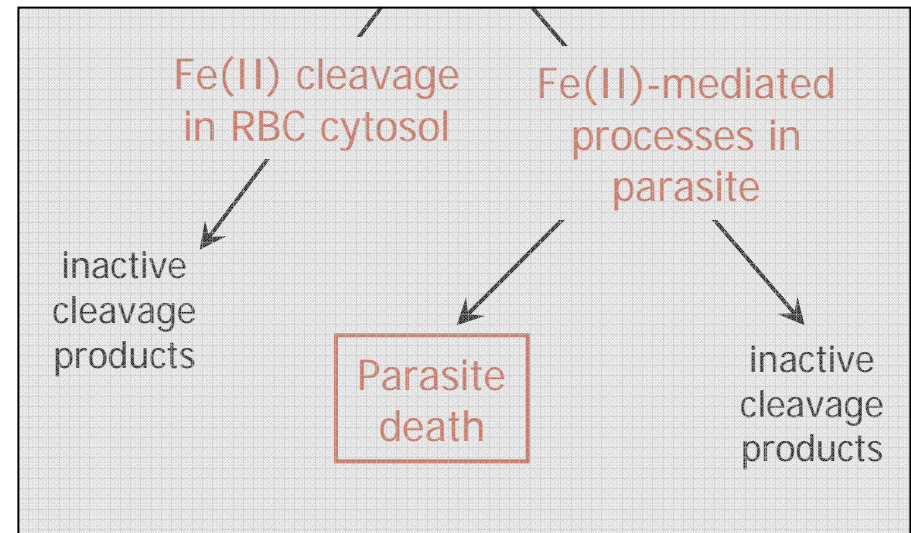 Fe(II) cleavage
in RBC cytosol
Fe(II)-mediated
processes in
parasite
inactive
cleavage
products
Parasite
death
inactive
cleavage
products